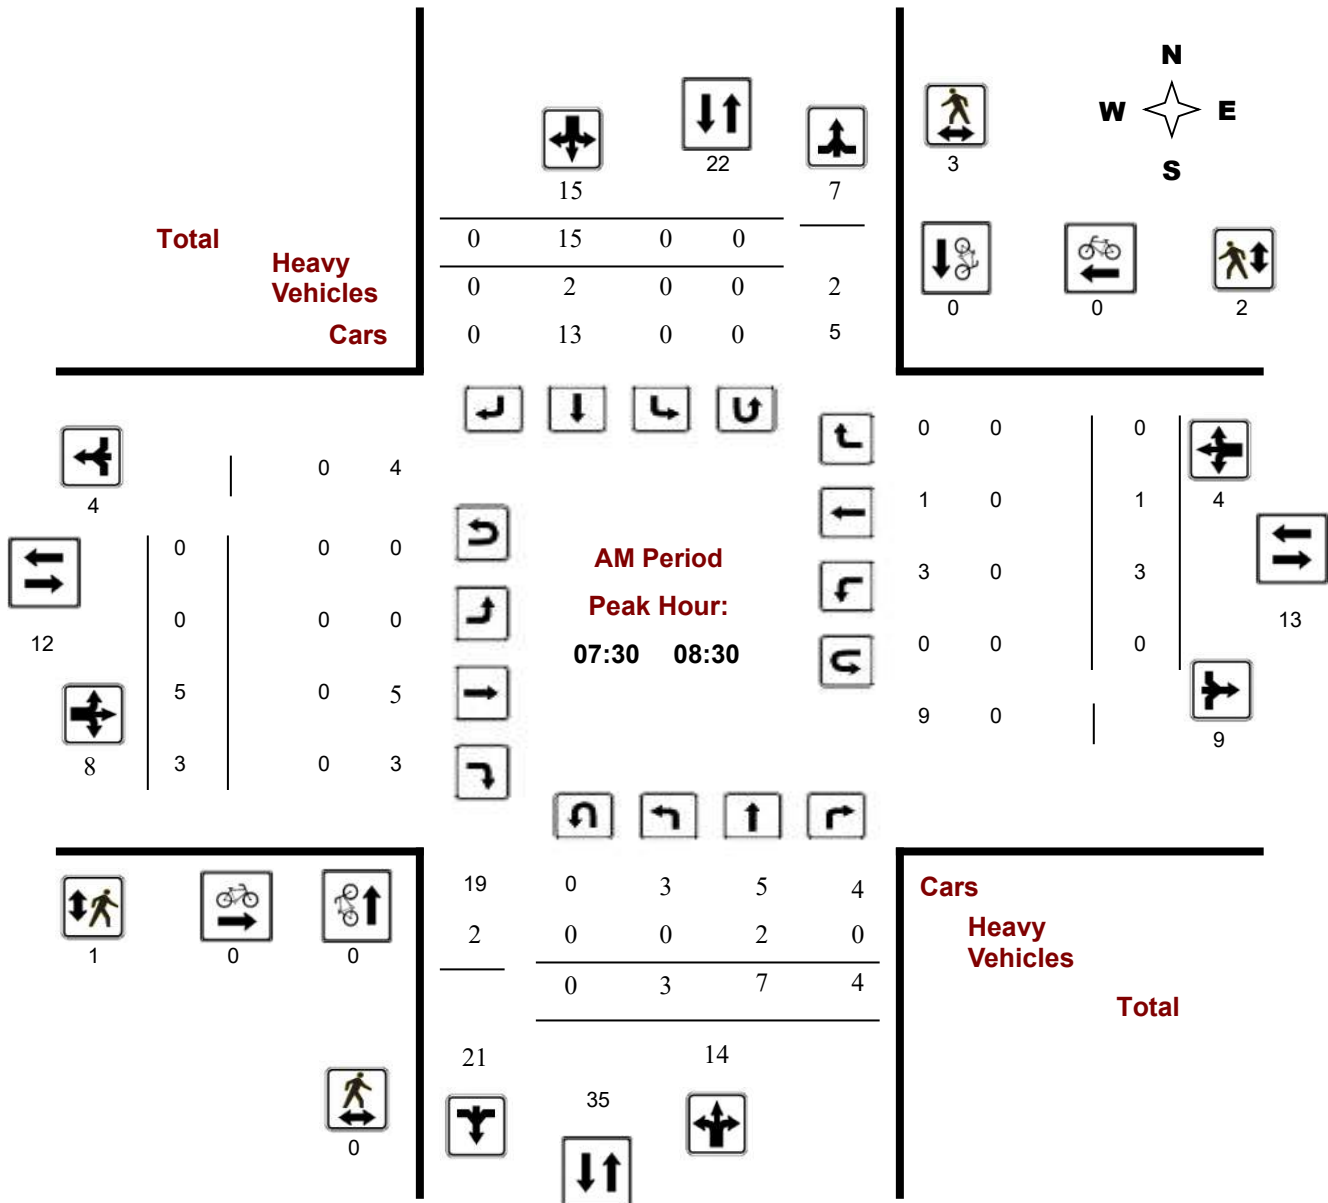 N
W E
S
22
3
15 7
Total 0 15 0 0
Heavy
Vehicles 0 2 0 0 2
Cars 0 13 0 0 5
0 0 2
0 0 0
0 4
4
1 0 1 4
0 0 0
AM Period
3 0 3
Peak Hour:
0 0 0
12
13
07:30 08:30
0 0 0
5 0 5
9 0
9
8 3 0 3
19 0 3 5 4 Cars
2 0 0 2 0 Heavy
Vehicles
1 0 0
0 3 7 4
Total
21 14
35
0